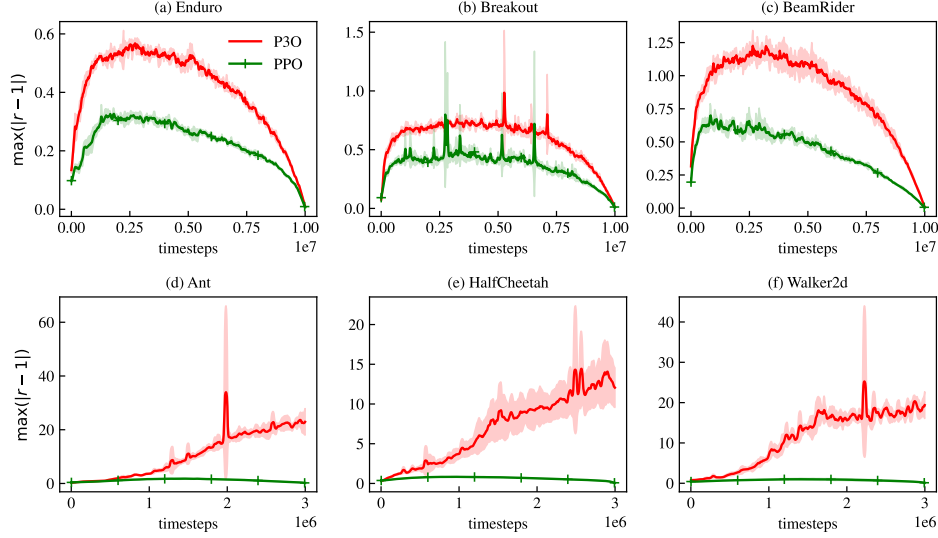 (a) Enduro
(b) Breakout
(c) BeamRider
max(|r − 1|)
0.6
0.4
0.2
0.0
P3O
PPO
1.5
1.0
0.5
0.0
1.25
1.00
0.75
0.50
0.25
0.00
0.00 0.25 0.50 0.75 1.00
timesteps
1e7
0.00 0.25 0.50 0.75 1.00
timesteps
1e7
0.00 0.25 0.50 0.75 1.00
timesteps
1e7
(d) Ant
(e) HalfCheetah
(f) Walker2d
max(|r − 1|)
60
40
20
0
20
15
10
5
0
40
30
20
10
0
0 1 2 3
timesteps
1e6
0 1 2 3
timesteps
1e6
0 1 2 3
timesteps
1e6